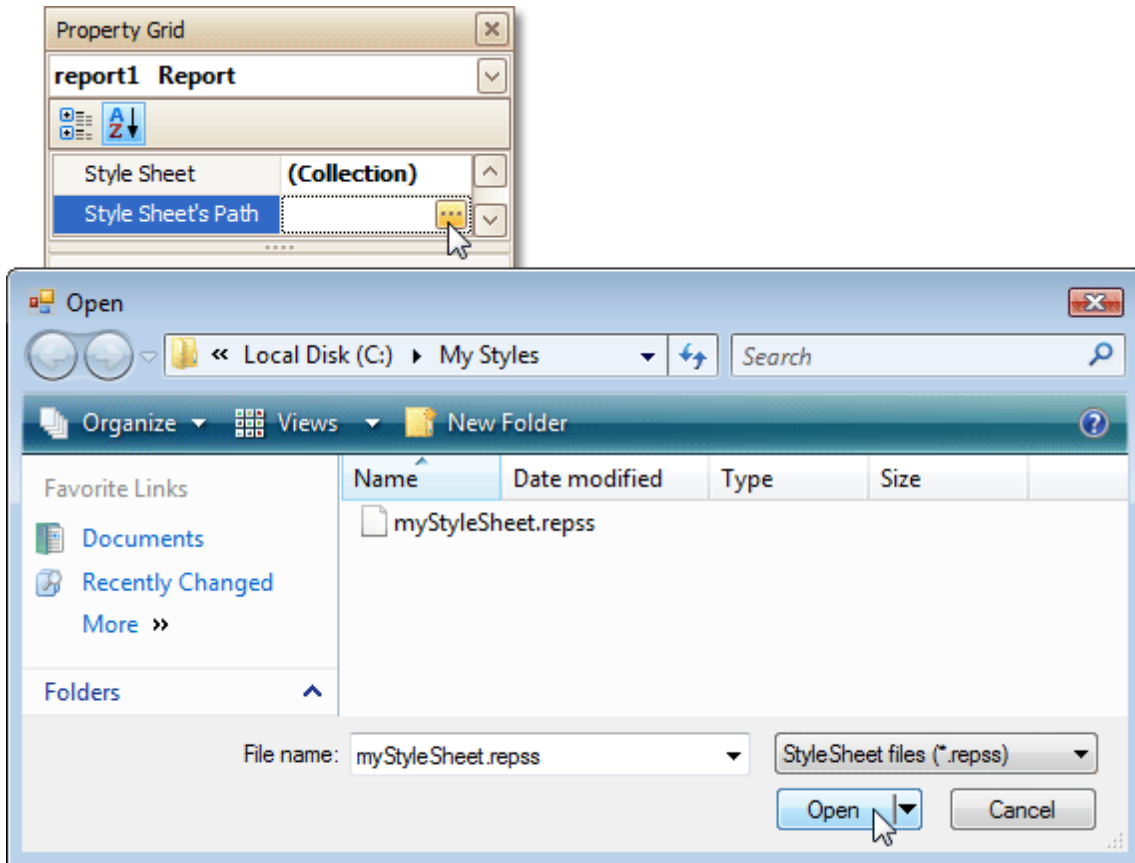 Property Grid
report1 Report
A
Z
Style Sheet (Collection)
Style Sheet's Path
Open
« Local Disk (C:) My Styles Search
Organize Views New Folder ?
Favorite Links
Name Date modified Type Size
myStyleSheet.repss
Documents
Recently Changed
More »
Folders
File name: myStyleSheet.repss StyleSheet files (*.repss)
Open Cancel